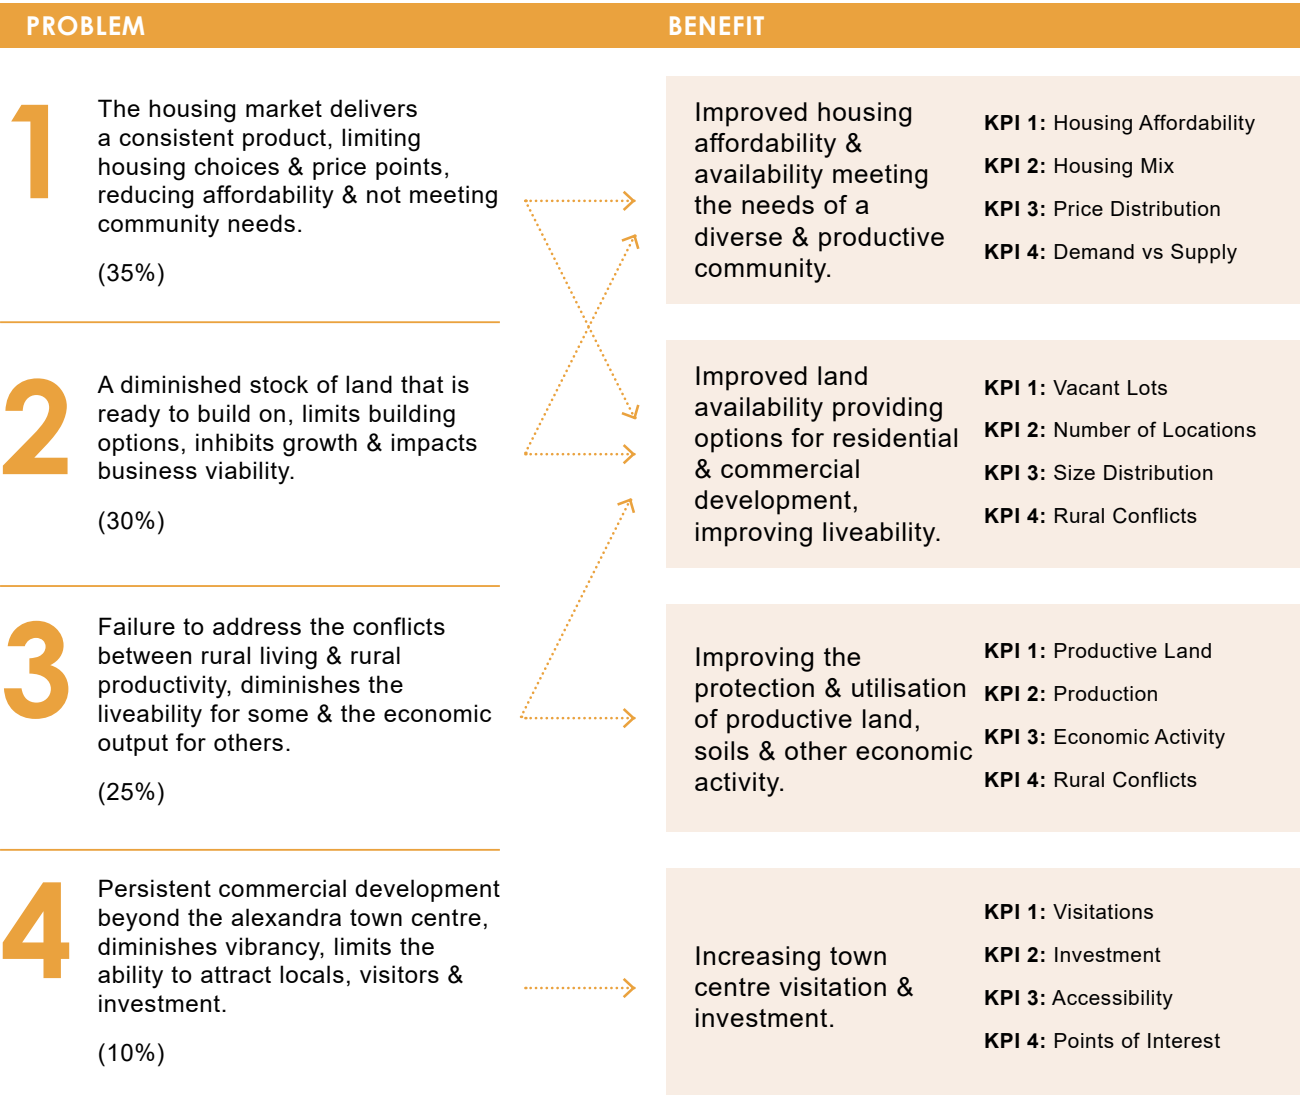 PROBLEM
BENEFIT
1
The housing market delivers
a consistent product, limiting
housing choices & price points,
reducing affordability & not meeting
community needs.
(35%)
Improved housing
affordability &
availability meeting
the needs of a
diverse & productive
community.
KPI 1: Housing Affordability
KPI 2: Housing Mix
KPI 3: Price Distribution
KPI 4: Demand vs Supply
2
A diminished stock of land that is
ready to build on, limits building
options, inhibits growth & impacts
business viability.
(30%)
Improved land
availability providing
options for residential
& commercial
development,
improving liveability.
KPI 1: Vacant Lots
KPI 2: Number of Locations
KPI 3: Size Distribution
KPI 4: Rural Conflicts
3
Failure to address the conflicts
between rural living & rural
productivity, diminishes the
liveability for some & the economic
output for others.
(25%)
Improving the
protection & utilisation
of productive land,
soils & other economic
activity.
KPI 1: Productive Land
KPI 2: Production
KPI 3: Economic Activity
KPI 4: Rural Conflicts
4
Persistent commercial development
beyond the alexandra town centre,
diminishes vibrancy, limits the
ability to attract locals, visitors &
investment.
(10%)
Increasing town
centre visitation &
investment.
KPI 1: Visitations
KPI 2: Investment
KPI 3: Accessibility
KPI 4: Points of Interest